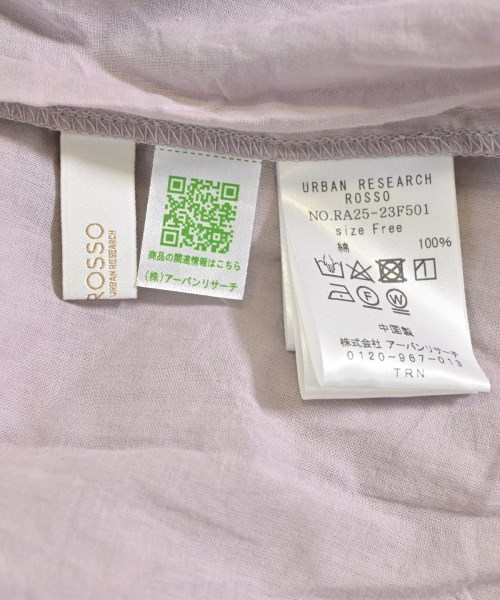 ROSSO
URBAN RESEARCH
商品の関連情報はこちら
(株)アーバンリサーチ
URBAN RESEARCH
ROSSO
NO.RA25-23F501
size Free
綿 100%
中国製
株式会社 アーバンリサーチ
0120-967-013
TRN